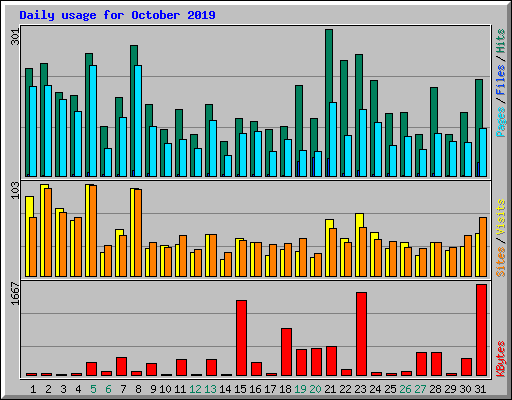 Daily usage for October 2019
301
Pages / Files / Hits
103
Sites / Visits
1667
KBytes
1 2 3 4 5 6 7 8 9 10 11 12 13 14 15 16 17 18 19 20 21 22 23 24 25 26 27 28 29 30 31